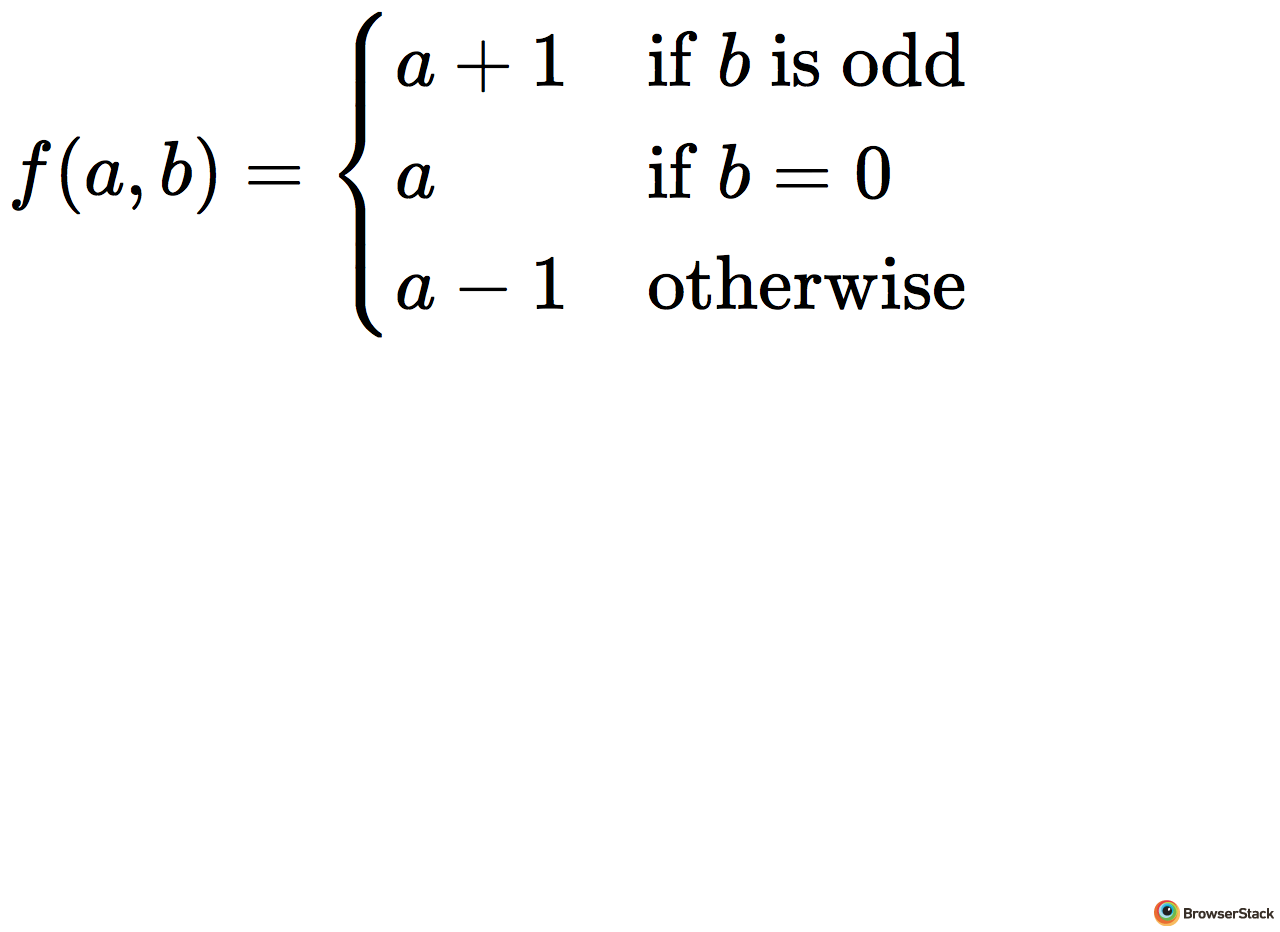 a + 1 if b is odd
f(a, b) = { a if b = 0
a − 1 otherwise
BrowserStack